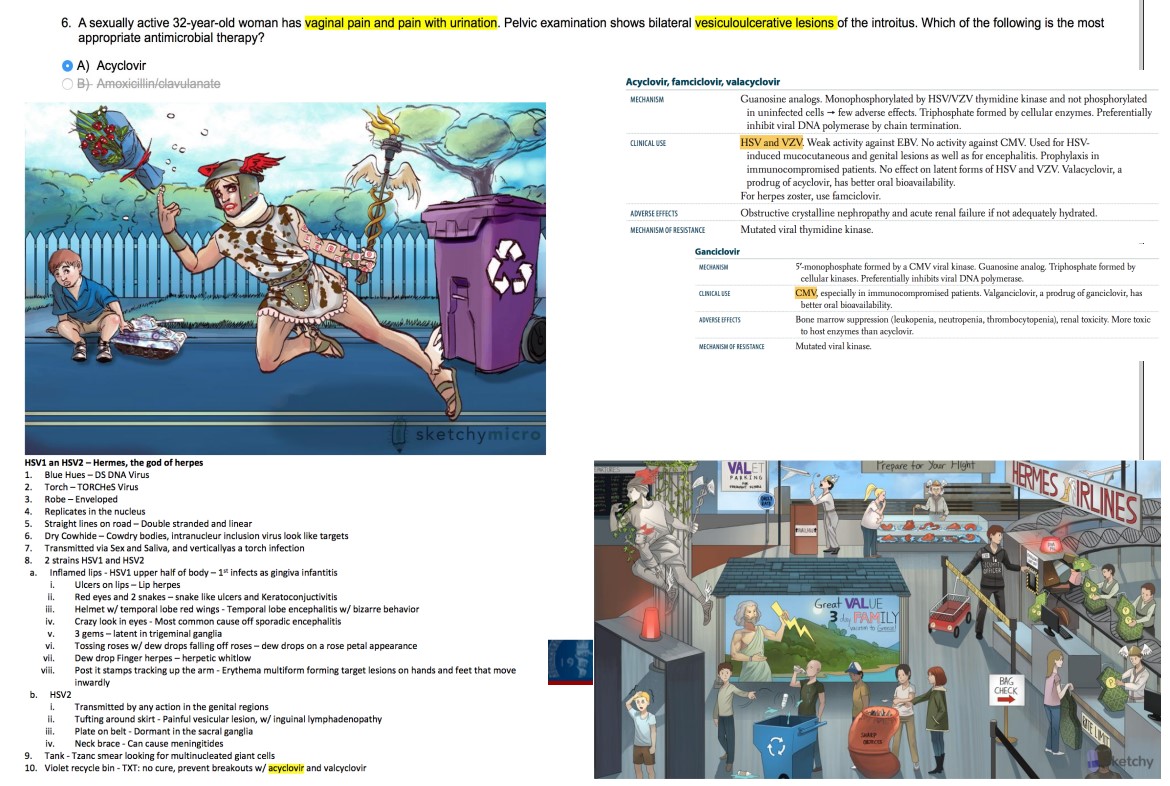 6. A sexually active 32-year-old woman has vaginal pain and pain with urination. Pelvic examination shows bilateral vesiculoulcerative lesions of the introitus. Which of the following is the most
appropriate antimicrobial therapy?
A) Acyclovir
B) Amoxicillin/clavulanate
sketchymicro
Acyclovir, famciclovir, valacyclovir
MECHANISM Guanosine analogs. Monophosphorylated by HSV/VZV thymidine kinase and not phosphorylated
in uninfected cells → few adverse effects. Triphosphate formed by cellular enzymes. Preferentially
inhibit viral DNA polymerase by chain termination.
CLINICAL USE HSV and VZV. Weak activity against EBV. No activity against CMV. Used for HSV-
induced mucocutaneous and genital lesions as well as for encephalitis. Prophylaxis in
immunocompromised patients. No effect on latent forms of HSV and VZV. Valacyclovir, a
prodrug of acyclovir, has better oral bioavailability.
For herpes zoster, use famciclovir.
ADVERSE EFFECTS Obstructive crystalline nephropathy and acute renal failure if not adequately hydrated.
MECHANISM OF RESISTANCE Mutated viral thymidine kinase.
Ganciclovir
MECHANISM 5′-monophosphate formed by a CMV viral kinase. Guanosine analog. Triphosphate formed by
cellular kinases. Preferentially inhibits viral DNA polymerase.
CLINICAL USE CMV, especially in immunocompromised patients. Valganciclovir, a prodrug of ganciclovir, has
better oral bioavailability.
ADVERSE EFFECTS Bone marrow suppression (leukopenia, neutropenia, thrombocytopenia), renal toxicity. More toxic
to host enzymes than acyclovir.
MECHANISM OF RESISTANCE Mutated viral kinase.
HSV1 an HSV2 – Hermes, the god of herpes
1. Blue Hues – DS DNA Virus
2. Torch – TORCHeS Virus
3. Robe – Enveloped
4. Replicates in the nucleus
5. Straight lines on road – Double stranded and linear
6. Dry Cowhide – Cowdry bodies, intranucleur inclusion virus look like targets
7. Transmitted via Sex and Saliva, and verticallyas a torch infection
8. 2 strains HSV1 and HSV2
a. Inflamed lips - HSV1 upper half of body – 1st infects as gingiva infantitis
i. Ulcers on lips – Lip herpes
ii. Red eyes and 2 snakes – snake like ulcers and Keratoconjuctivitis
iii. Helmet w/ temporal lobe red wings - Temporal lobe encephalitis w/ bizarre behavior
iv. Crazy look in eyes - Most common cause off sporadic encephalitis
v. 3 gems – latent in trigeminal ganglia
vi. Tossing roses w/ dew drops falling off roses – dew drops on a rose petal appearance
vii. Dew drop Finger herpes – herpetic whitlow
viii. Post it stamps tracking up the arm - Erythema multiform forming target lesions on hands and feet that move
inwardly
b. HSV2
i. Transmitted by any action in the genital regions
ii. Tufting around skirt - Painful vesicular lesion, w/ inguinal lymphadenopathy
iii. Plate on belt - Dormant in the sacral ganglia
iv. Neck brace - Can cause meningitides
9. Tank - Tzanc smear looking for multinucleated giant cells
10. Violet recycle bin - TXT: no cure, prevent breakouts w/ acyclovir and valcyclovir
19
VALET
PARKING
Prepare for Your Flight
HERMES AIRLINES
Great VALUE
3 day FAMILY
vacation to Greece!
BAG
CHECK
GATE LIMIT
sketchy